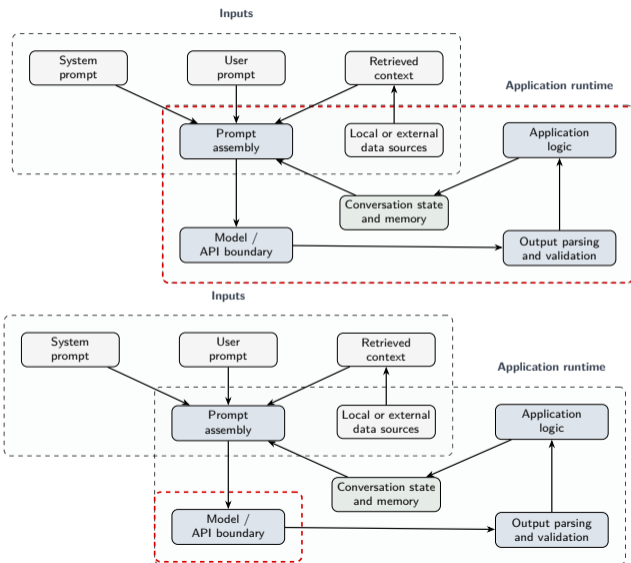 Inputs
System
prompt
User
prompt
Retrieved
context
Application runtime
Prompt
assembly
Local or external
data sources
Application
logic
Conversation state
and memory
Model /
API boundary
Output parsing
and validation
Inputs
System
prompt
User
prompt
Retrieved
context
Application runtime
Prompt
assembly
Local or external
data sources
Application
logic
Conversation state
and memory
Model /
API boundary
Output parsing
and validation